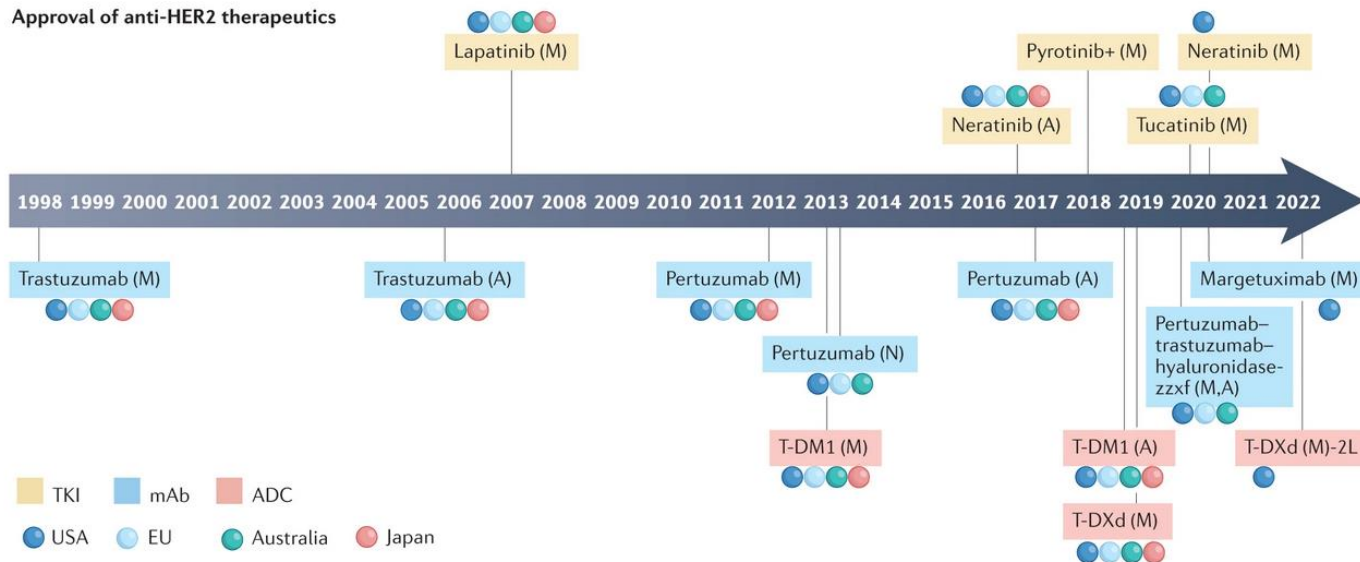 Approval of anti-HER2 therapeutics
Lapatinib (M)
Pyrotinib+ (M)
Neratinib (M)
Neratinib (A)
Tucatinib (M)
1998 1999 2000 2001 2002 2003 2004 2005 2006 2007 2008 2009 2010 2011 2012 2013 2014 2015 2016 2017 2018 2019 2020 2021 2022
Trastuzumab (M)
Trastuzumab (A)
Pertuzumab (M)
Pertuzumab (A)
Margetuximab (M)
Pertuzumab (N)
Pertuzumab–
trastuzumab–
hyaluronidase-
zzxf (M,A)
T-DM1 (M)
T-DM1 (A)
T-DXd (M)-2L
T-DXd (M)
TKI
mAb
ADC
USA
EU
Australia
Japan